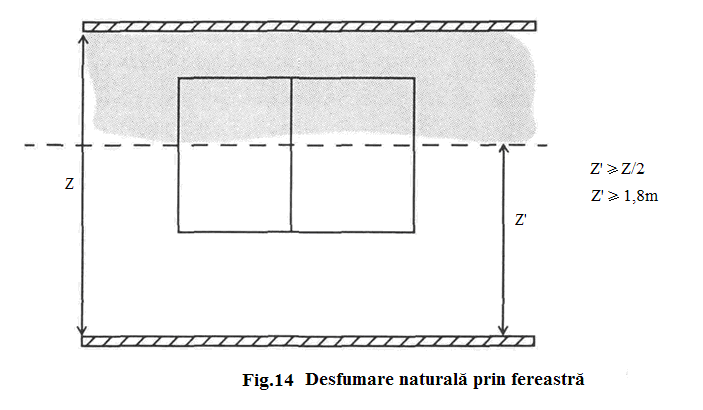 Z
Z' ⩾ Z/2
Z' ⩾ 1,8m
Z'
Fig.14 Desfumare naturală prin fereastră